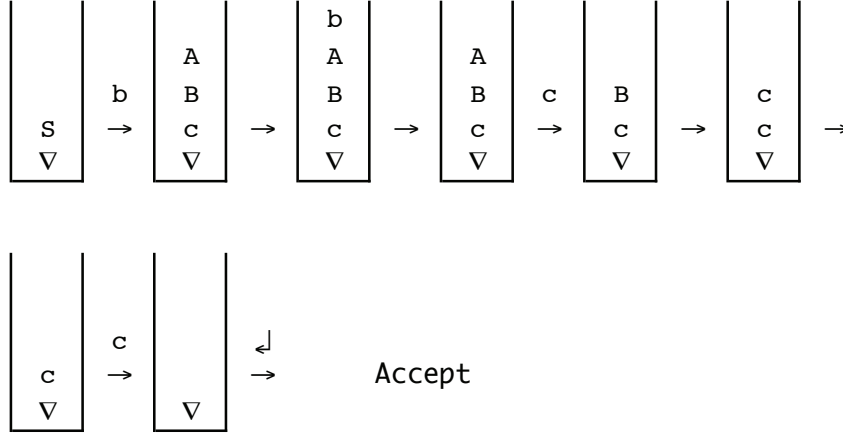 b
A b A A
b B B c B c
S → c → c → c → c → c →
∇ ∇ ∇ ∇ ∇ ∇
c ↲
c → → Accept
∇ ∇